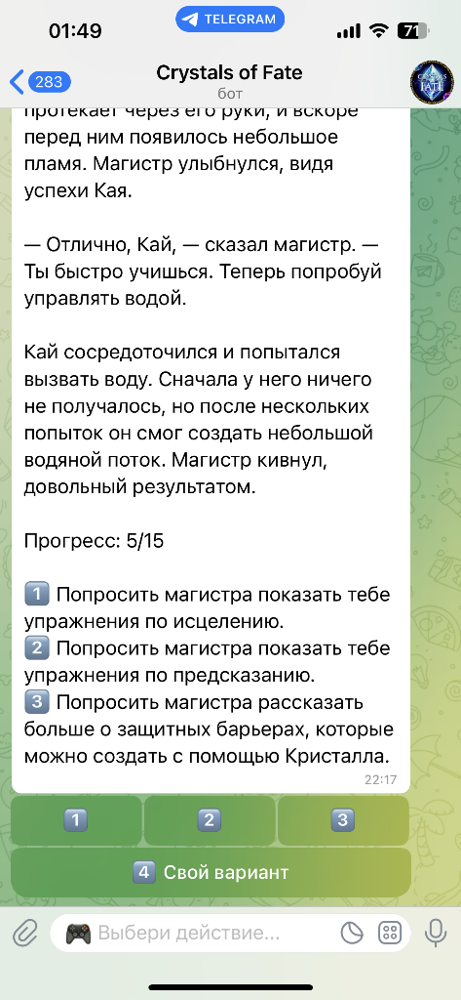 01:49
TELEGRAM
71
283
Crystals of Fate
бот
протекает через его руки, и вскоре
перед ним появилось небольшое
пламя. Магистр улыбнулся, видя
успехи Кая.
— Отлично, Кай, — сказал магистр. —
Ты быстро учишься. Теперь попробуй
управлять водой.
Кай сосредоточился и попытался
вызвать воду. Сначала у него ничего
не получалось, но после нескольких
попыток он смог создать небольшой
водяной поток. Магистр кивнул,
довольный результатом.
Прогресс: 5/15
1 Попросить магистра показать тебе
упражнения по исцелению.
2 Попросить магистра показать тебе
упражнения по предсказанию.
3 Попросить магистра рассказать
больше о защитных барьерах, которые
можно создать с помощью Кристалла.
22:17
1 2 3
4 Свой вариант
Выбери действие...